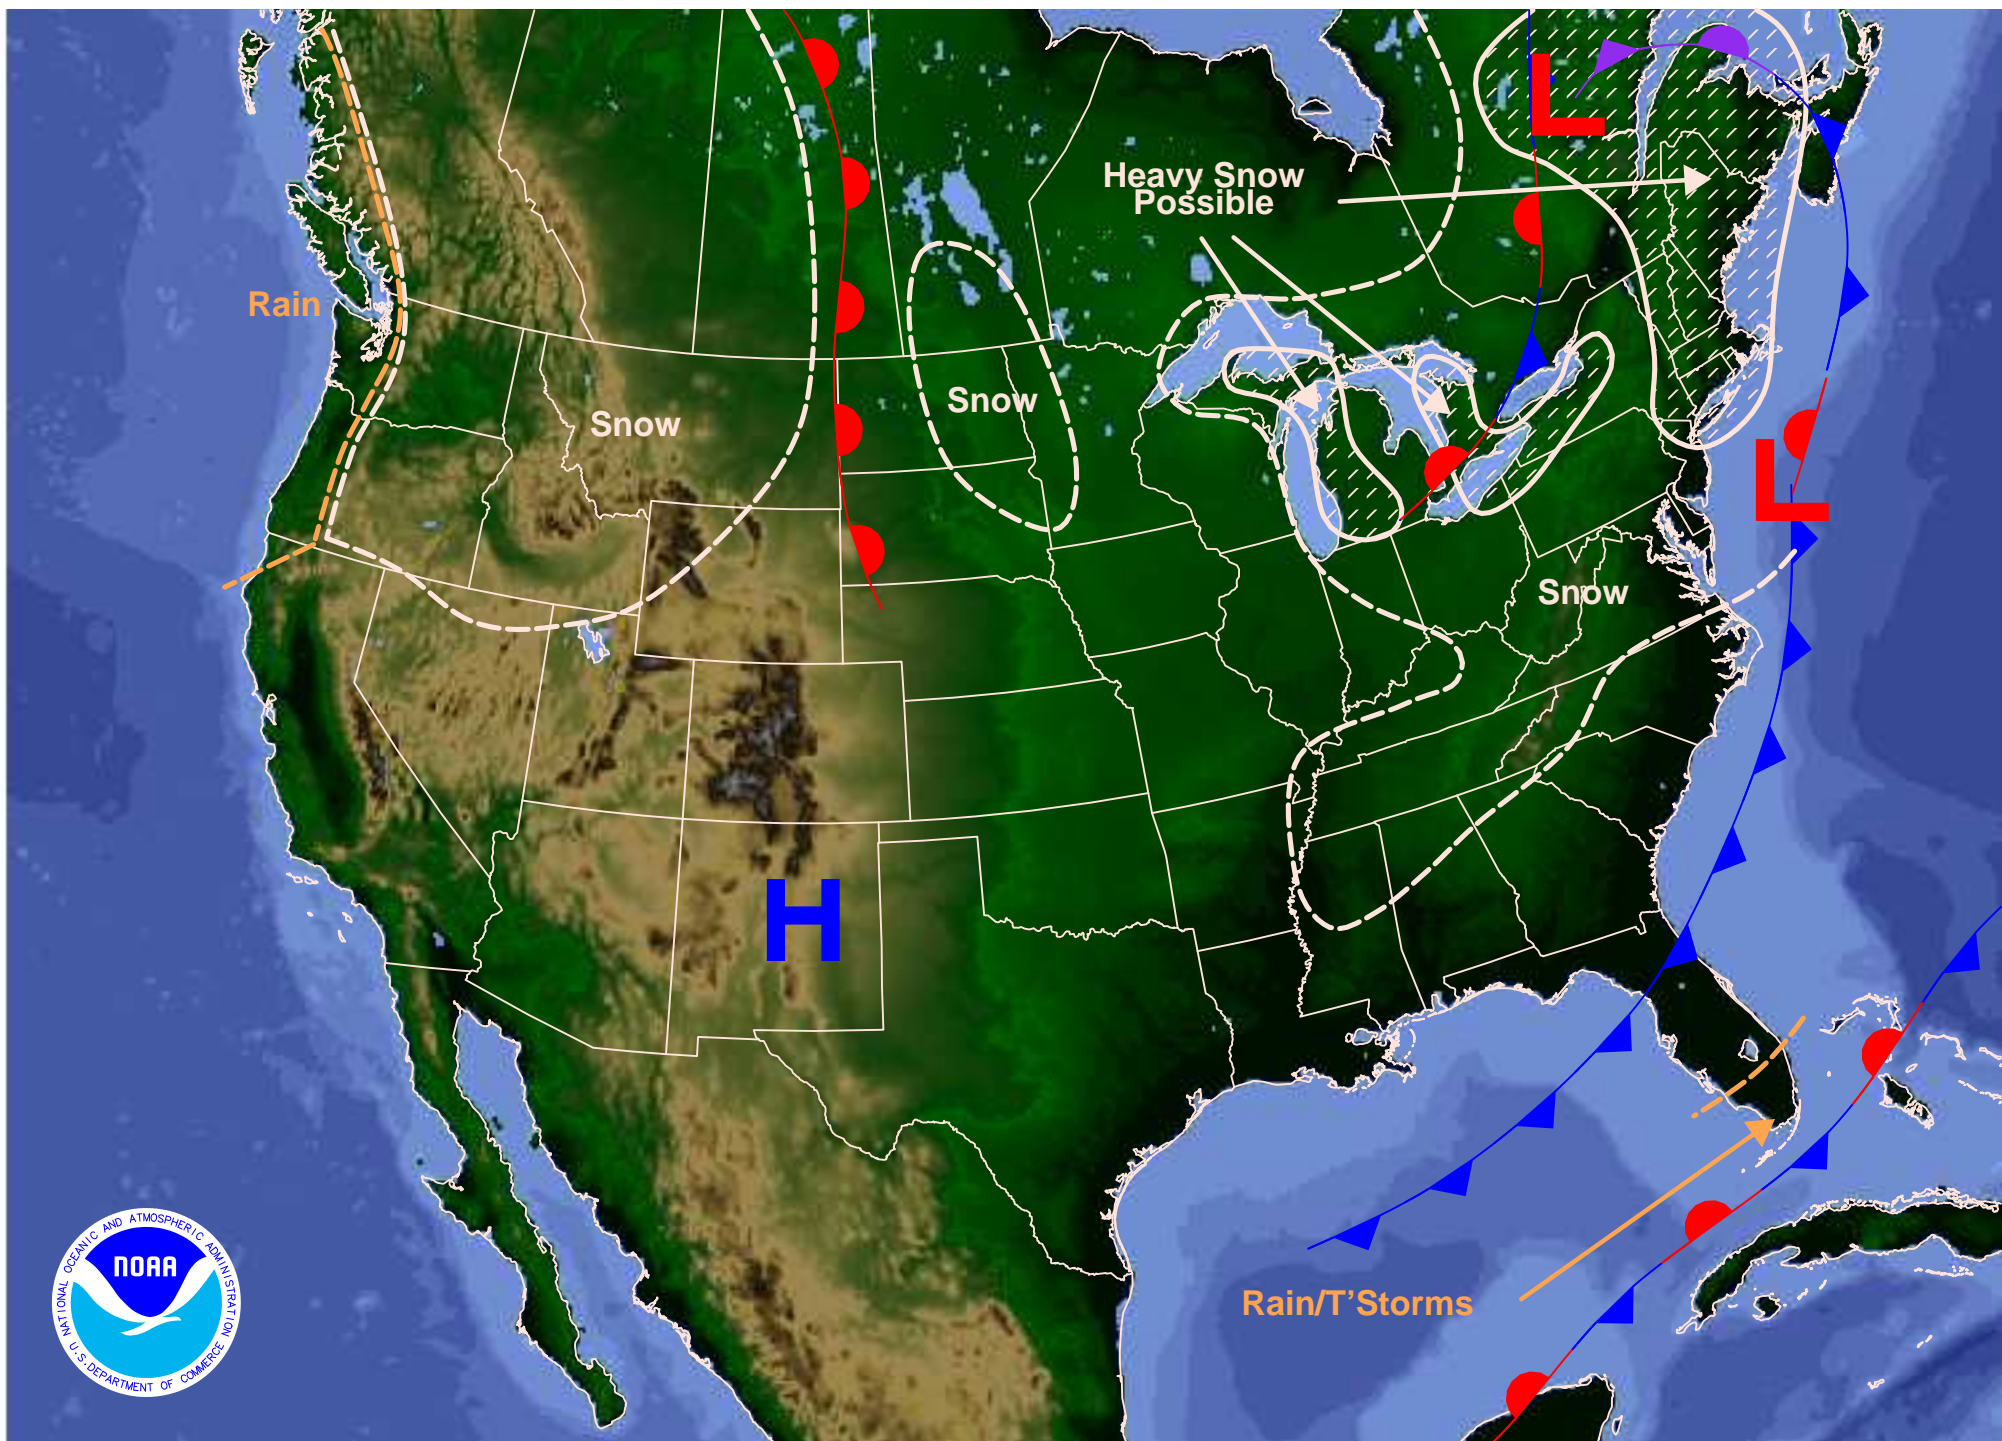 L
Heavy Snow
Possible
Rain
Snow
Snow
L
Snow
H
Rain/T'Storms
NATIONAL OCEANIC AND ATMOSPHERIC ADMINISTRATION
NOAA
U.S. DEPARTMENT OF COMMERCE